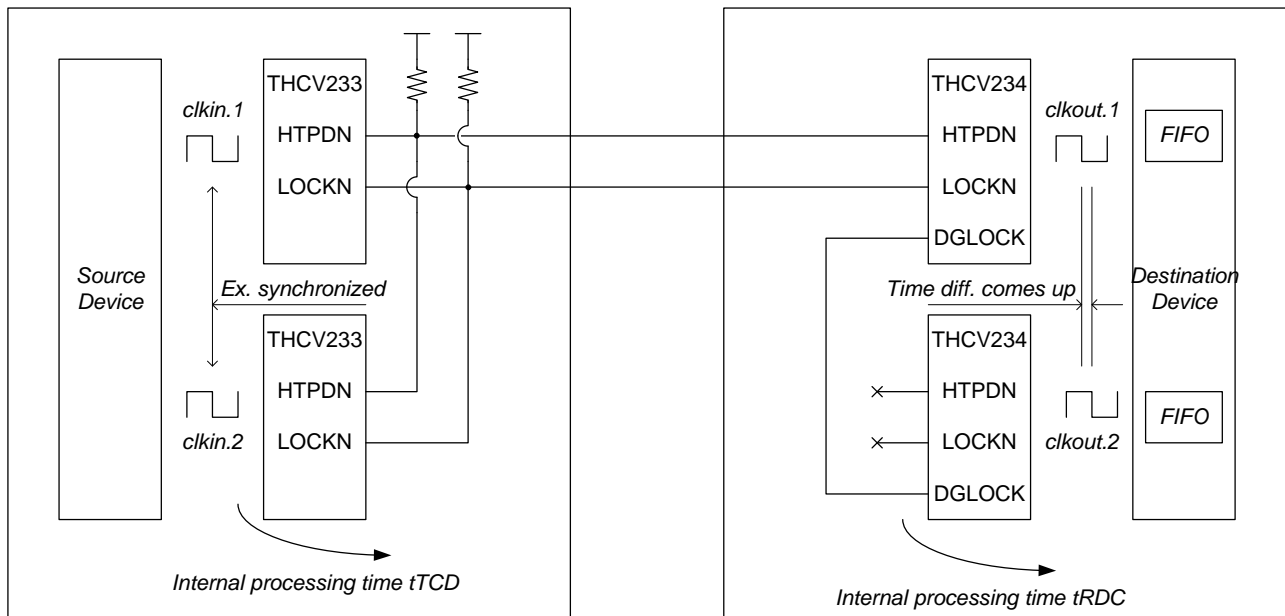 clkin.1
THCV233
HTPDN
LOCKN
Source
Device
Ex. synchronized
THCV233
HTPDN
LOCKN
clkin.2
Internal processing time tTCD
THCV234
HTPDN
LOCKN
DGLOCK
clkout.1
FIFO
Time diff. comes up
Destination
Device
THCV234
HTPDN
LOCKN
DGLOCK
clkout.2
FIFO
Internal processing time tRDC